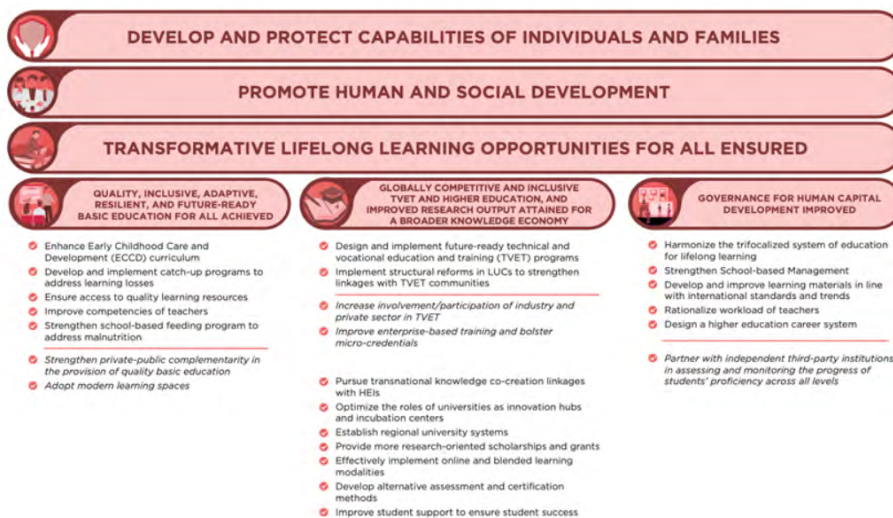 DEVELOP AND PROTECT CAPABILITIES OF INDIVIDUALS AND FAMILIES
PROMOTE HUMAN AND SOCIAL DEVELOPMENT
TRANSFORMATIVE LIFELONG LEARNING OPPORTUNITIES FOR ALL ENSURED
QUALITY, INCLUSIVE, ADAPTIVE,
RESILIENT, AND FUTURE-READY
BASIC EDUCATION FOR ALL ACHIEVED
Enhance Early Childhood Care and
Development (ECCD) curriculum
Develop and implement catch-up programs to
address learning losses
Ensure access to quality learning resources
Improve competencies of teachers
Strengthen school-based feeding program to
address malnutrition
Strengthen private-public complementarity in
the provision of quality basic education
Adopt modern learning spaces
GLOBALLY COMPETITIVE AND INCLUSIVE
TVET AND HIGHER EDUCATION, AND
IMPROVED RESEARCH OUTPUT ATTAINED FOR
A BROADER KNOWLEDGE ECONOMY
Design and implement future-ready technical and
vocational education and training (TVET) programs
Implement structural reforms in LUCs to strengthen
linkages with TVET communities
Increase involvement/participation of industry and
private sector in TVET
Improve enterprise-based training and bolster
micro-credentials
Pursue transnational knowledge co-creation linkages
with HEIs
Optimize the roles of universities as innovation hubs
and incubation centers
Establish regional university systems
Provide more research-oriented scholarships and grants
Effectively implement online and blended learning
modalities
Develop alternative assessment and certification
methods
Improve student support to ensure student success
GOVERNANCE FOR HUMAN CAPITAL
DEVELOPMENT IMPROVED
Harmonize the trifocalized system of education
for lifelong learning
Strengthen School-based Management
Develop and improve learning materials in line
with international standards and trends
Rationalize workload of teachers
Design a higher education career system
Partner with independent third-party institutions
in assessing and monitoring the progress of
students' proficiency across all levels